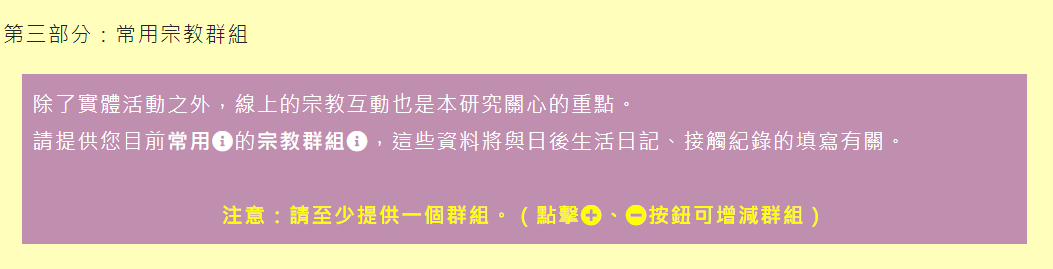 第三部分：常用宗教群組
除了實體活動之外，線上的宗教互動也是本研究關心的重點。
請提供您目前常用的宗教群組，這些資料將與日後生活日記、接觸紀錄的填寫有關。
注意：請至少提供一個群組。（點擊、按鈕可增減群組）